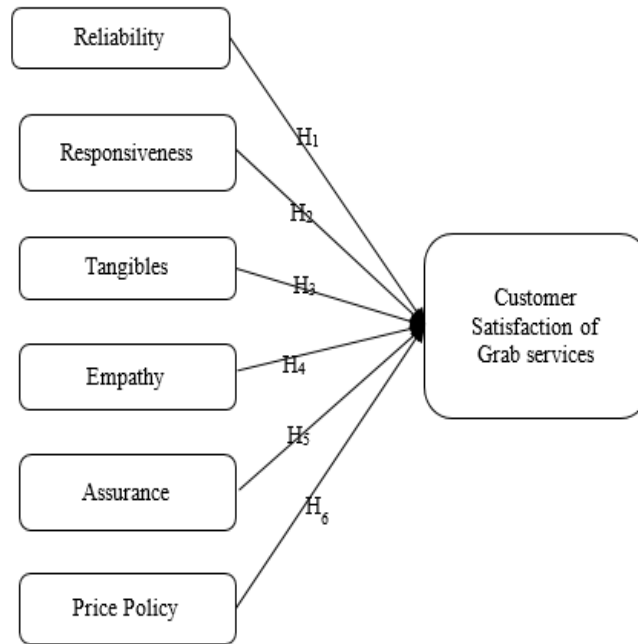 Reliability
H1
Responsiveness
H2
Tangibles
H3
Customer
Satisfaction of
Grab services
Empathy
H4
Assurance
H5
H6
Price Policy